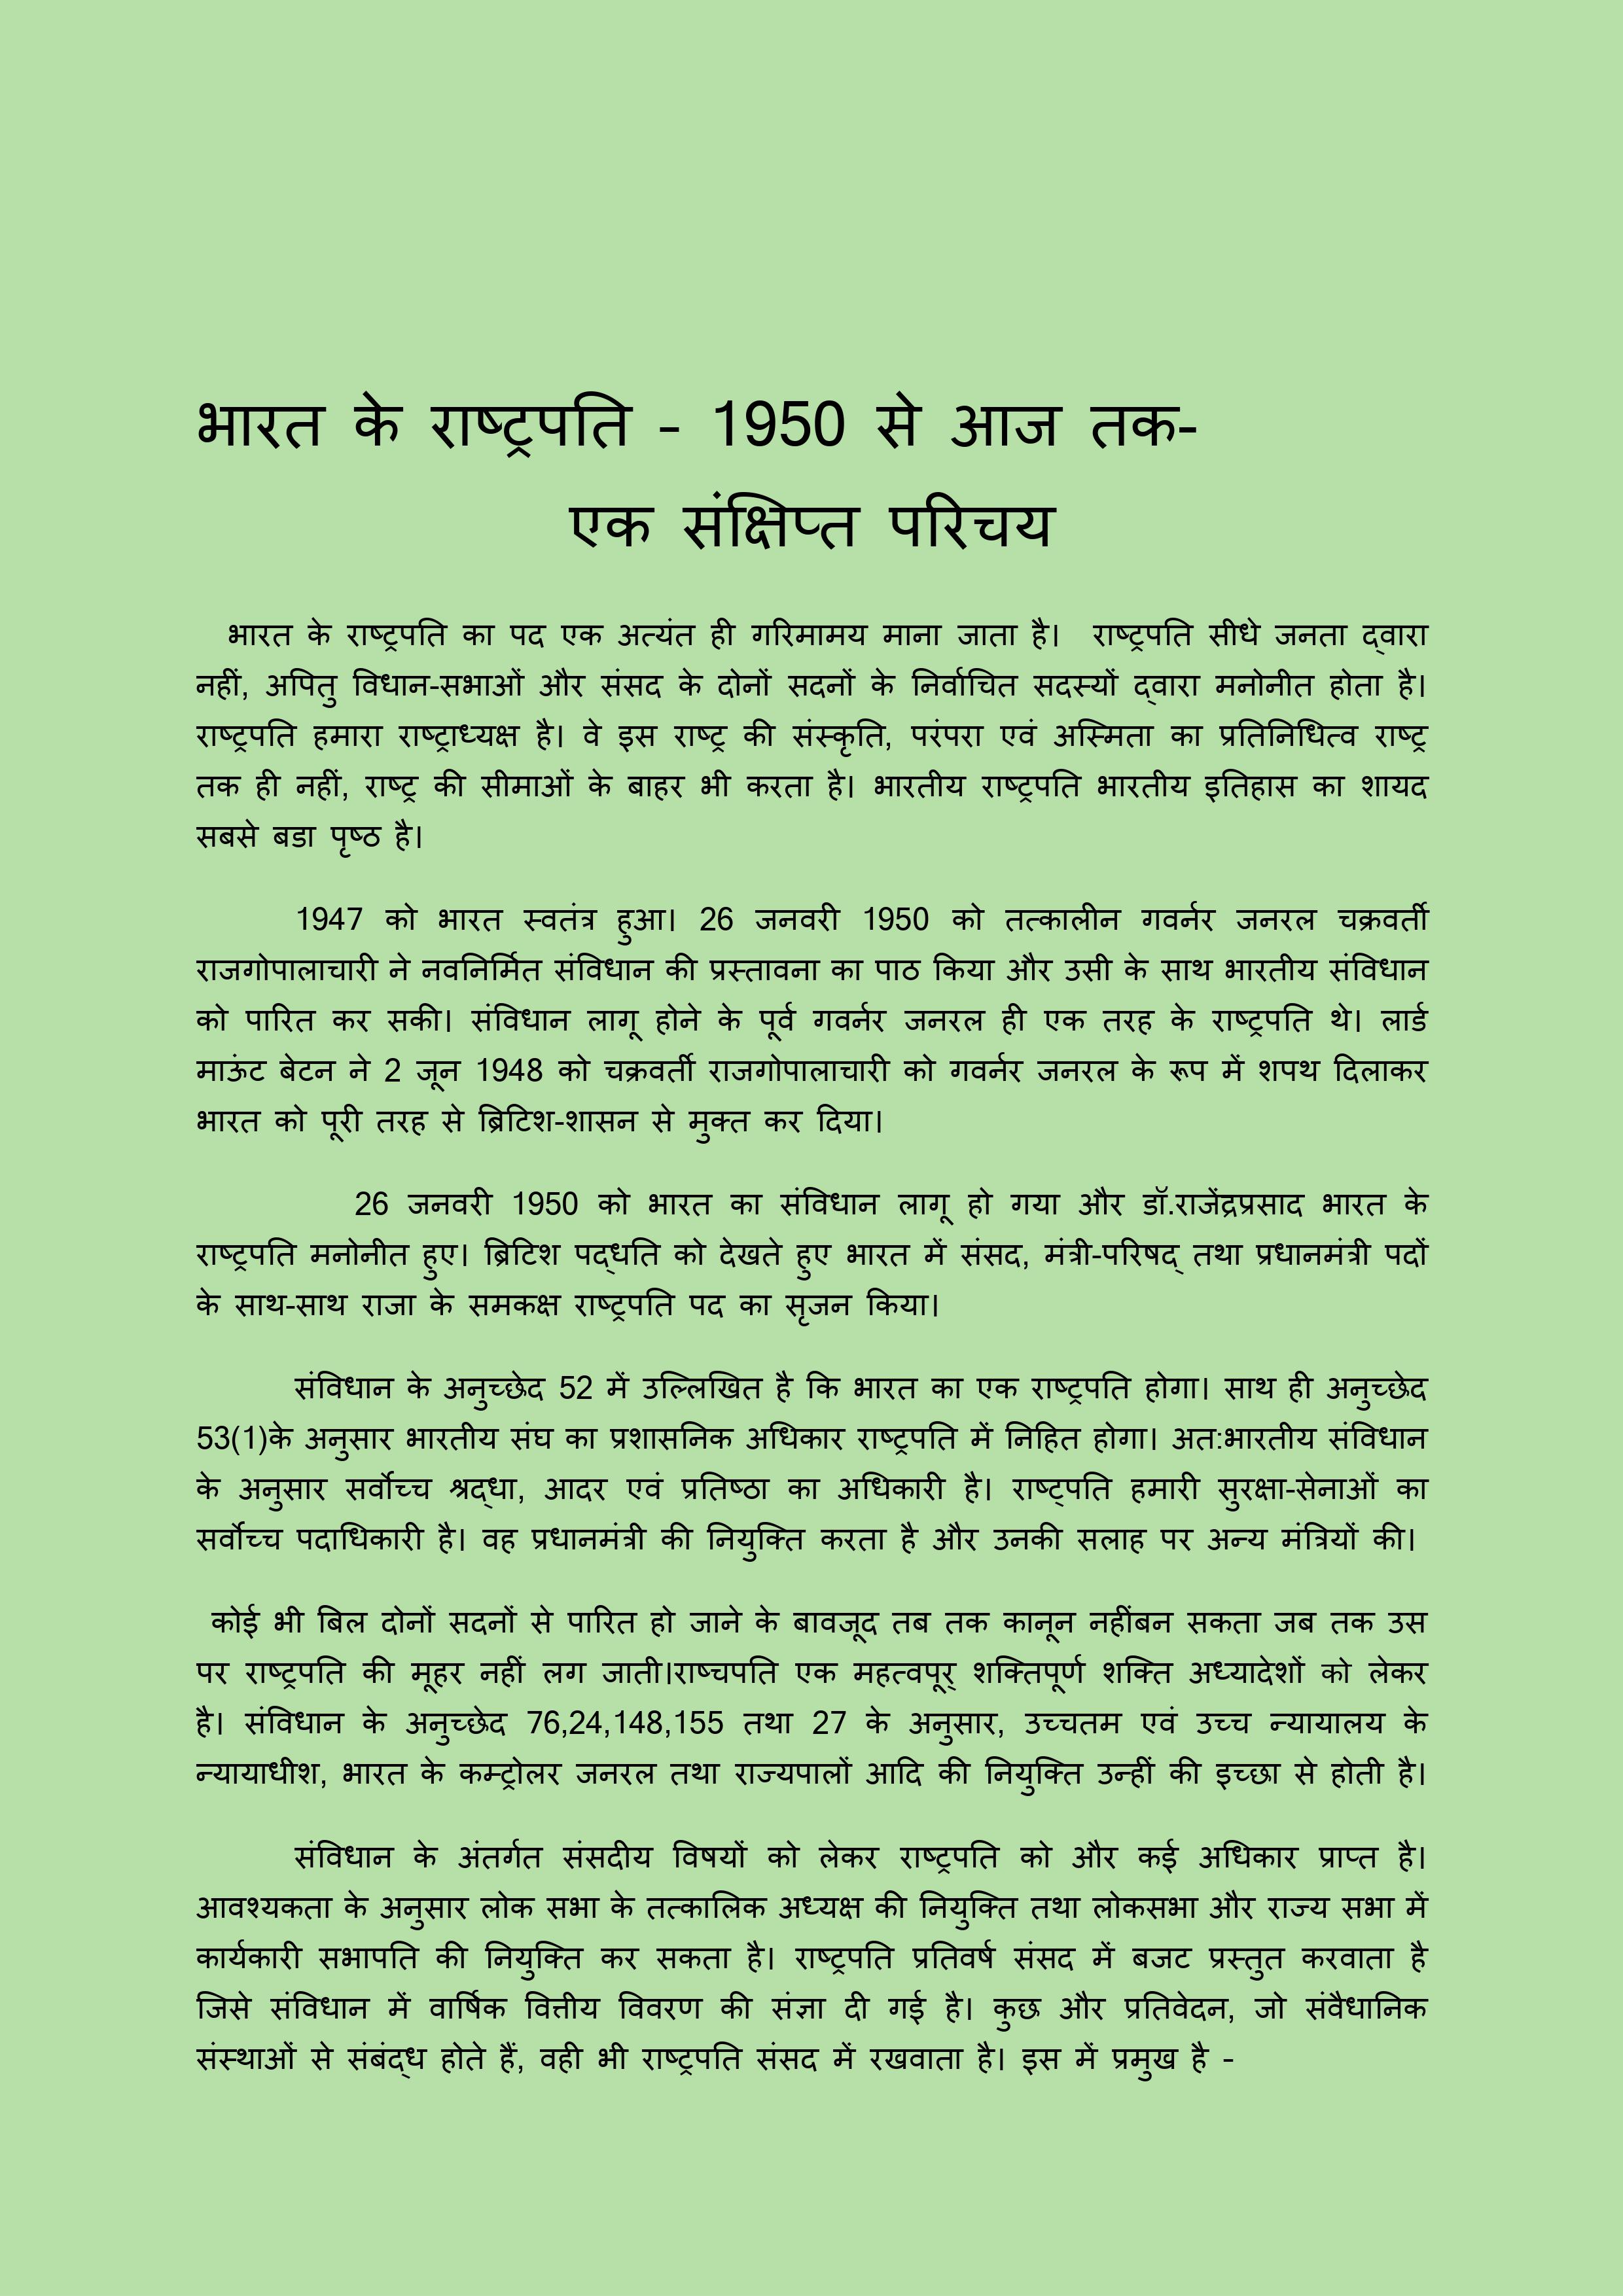 भारत के राष्ट्रपति – 1950 से आज तक-
एक संक्षिप्त परिचय
भारत के राष्ट्रपति का पद एक अत्यंत ही गरिमामय माना जाता है। राष्ट्रपति सीधे जनता द्‌वारा
नहीं, अपितु विधान-सभाओं और संसद के दोनों सदनों के निर्वाचित सदस्यों द्‌वारा मनोनीत होता है।
राष्ट्रपति हमारा राष्ट्राध्यक्ष है। वे इस राष्ट्र की संस्कृति, परंपरा एवं अस्मिता का प्रतिनिधित्व राष्ट्र
तक ही नहीं, राष्ट्र की सीमाओं के बाहर भी करता है। भारतीय राष्ट्रपति भारतीय इतिहास का शायद
सबसे बडा पृष्ठ है।
1947 को भारत स्वतंत्र हुआ। 26 जनवरी 1950 को तत्कालीन गवर्नर जनरल चक्रवर्ती
राजगोपालाचारी ने नवनिर्मित संविधान की प्रस्तावना का पाठ किया और उसी के साथ भारतीय संविधान
को पारित कर सकी। संविधान लागू होने के पूर्व गवर्नर जनरल ही एक तरह के राष्ट्रपति थे। लार्ड
माऊंट बेटन ने 2 जून 1948 को चक्रवर्ती राजगोपालाचारी को गवर्नर जनरल के रूप में शपथ दिलाकर
भारत को पूरी तरह से ब्रिटिश-शासन से मुक्त कर दिया।
26 जनवरी 1950 को भारत का संविधान लागू हो गया और डॉ.राजेंद्रप्रसाद भारत के
राष्ट्रपति मनोनीत हुए। ब्रिटिश पद्‌धति को देखते हुए भारत में संसद, मंत्री-परिषद् तथा प्रधानमंत्री पदों
के साथ-साथ राजा के समकक्ष राष्ट्रपति पद का सृजन किया।
संविधान के अनुच्छेद 52 में उल्लिखित है कि भारत का एक राष्ट्रपति होगा। साथ ही अनुच्छेद
53(1)के अनुसार भारतीय संघ का प्रशासनिक अधिकार राष्ट्रपति में निहित होगा। अत:भारतीय संविधान
के अनुसार सर्वोच्च श्रद्‌धा, आदर एवं प्रतिष्ठा का अधिकारी है। राष्ट्पति हमारी सुरक्षा-सेनाओं का
सर्वोच्च पदाधिकारी है। वह प्रधानमंत्री की नियुक्ति करता है और उनकी सलाह पर अन्य मंत्रियों की।
कोई भी बिल दोनों सदनों से पारित हो जाने के बावजूद तब तक कानून नहींबन सकता जब तक उस
पर राष्ट्रपति की मूहर नहीं लग जाती।राष्चपति एक महत्वपूर् शक्तिपूर्ण शक्ति अध्यादेशों को लेकर
है। संविधान के अनुच्छेद 76,24,148,155 तथा 27 के अनुसार, उच्चतम एवं उच्च न्यायालय के
न्यायाधीश, भारत के कम्ट्रोलर जनरल तथा राज्यपालों आदि की नियुक्ति उन्हीं की इच्छा से होती है।
संविधान के अंतर्गत संसदीय विषयों को लेकर राष्ट्रपति को और कई अधिकार प्राप्त है।
आवश्यकता के अनुसार लोक सभा के तत्कालिक अध्यक्ष की नियुक्ति तथा लोकसभा और राज्य सभा में
कार्यकारी सभापति की नियुक्ति कर सकता है। राष्ट्रपति प्रतिवर्ष संसद में बजट प्रस्तुत करवाता है
जिसे संविधान में वार्षिक वित्तीय विवरण की संज्ञा दी गई है। कुछ और प्रतिवेदन, जो संवैधानिक
संस्थाओं से संबंद्‌ध होते हैं, वही भी राष्ट्रपति संसद में रखवाता है। इस में प्रमुख है –